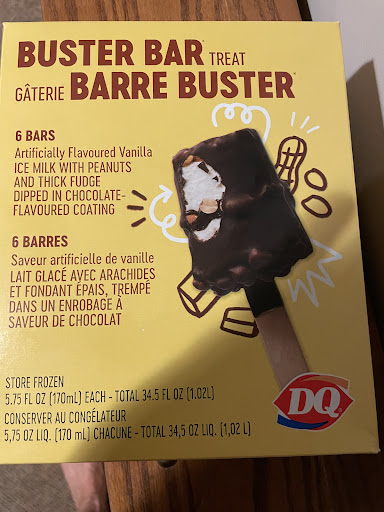 BUSTER BAR TREAT
GÂTERIE BARRE BUSTER
6 BARS
Artificially Flavoured Vanilla
ICE MILK WITH PEANUTS
AND THICK FUDGE
DIPPED IN CHOCOLATE-
FLAVOURED COATING
6 BARRES
Saveur artificielle de vanille
LAIT GLACÉ AVEC ARACHIDES
ET FONDANT ÉPAIS, TREMPÉ
DANS UN ENROBAGE À
SAVEUR DE CHOCOLAT
STORE FROZEN
5.75 FL OZ (170mL) EACH - TOTAL 34.5 FL OZ (1.02L)
CONSERVER AU CONGÉLATEUR
5,75 OZ LIQ. (170 mL) CHACUNE - TOTAL 34,5 OZ LIQ. (1,02 L)
DQ